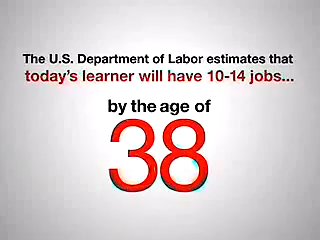 The U.S. Department of Labor estimates that
today's learner will have 10-14 jobs...
by the age of
38